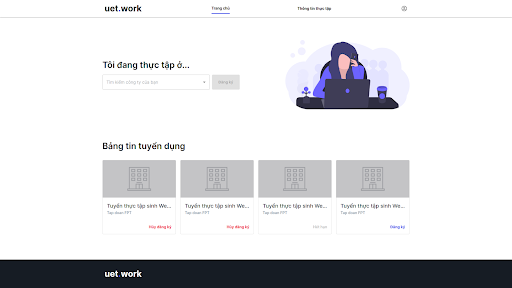 uet.work
Trang chủ
Thông tin thực tập
Tôi đang thực tập ở...
Tìm kiếm công ty của bạn
Đăng ký
Bảng tin tuyển dụng
Tuyển thực tập sinh We...
Tập đoàn FPT
Hủy đăng ký
Tuyển thực tập sinh We...
Tập đoàn FPT
Hủy đăng ký
Tuyển thực tập sinh We...
Tập đoàn FPT
Hết hạn
Tuyển thực tập sinh We...
Tập đoàn FPT
Đăng ký
uet.work